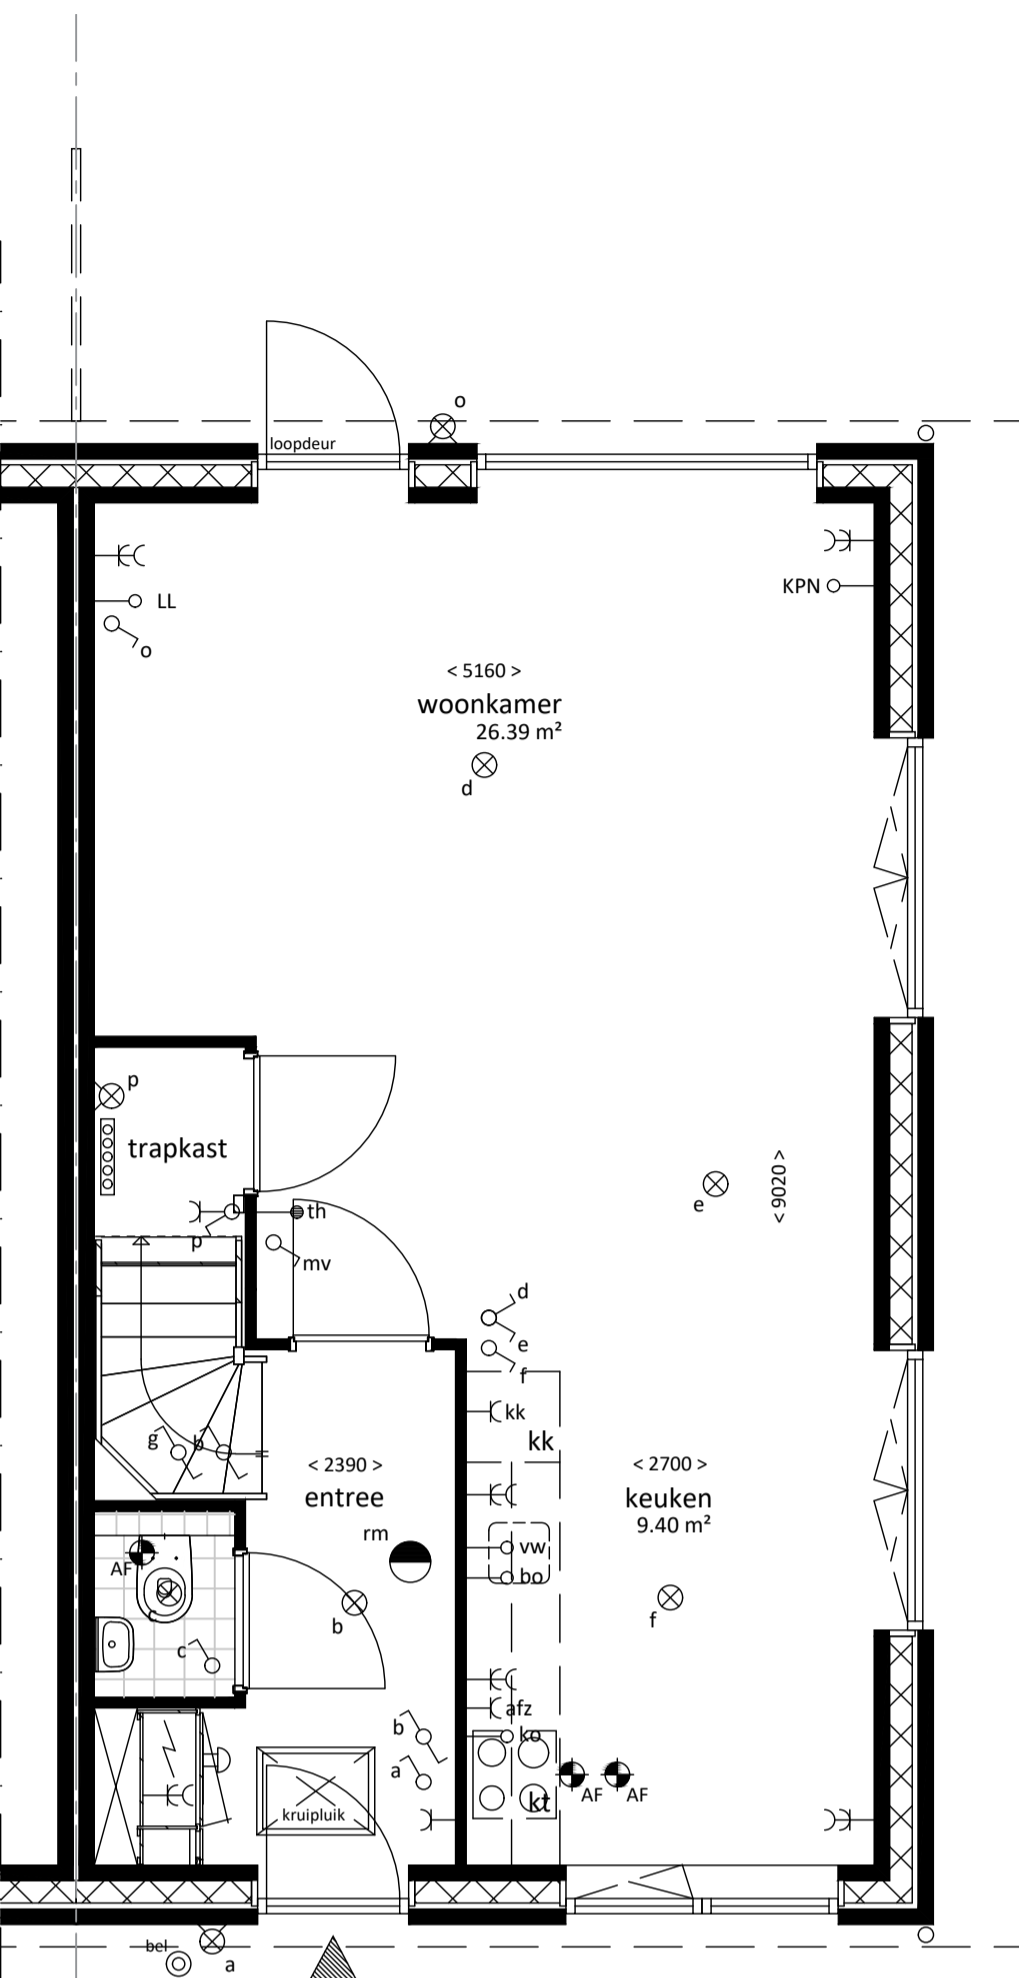 o
loopdeur
KPN
LL
o
< 5160 >
woonkamer
26.39 m²
d
p
trapkast
< 9020 >
e
th
p
mv
d
e
f
kk
kk
g
b
< 2390 >
entree
< 2700 >
keuken
9.40 m²
rm
vw
AF
bo
c
b
f
c
afz
b
ko
a
AF
AF
kt
kruipluik
bel
a